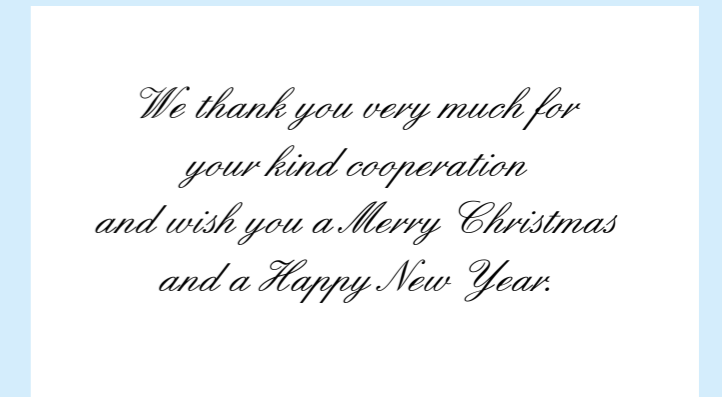 We thank you very much for
your kind cooperation
and wish you a Merry Christmas
and a Happy New Year.